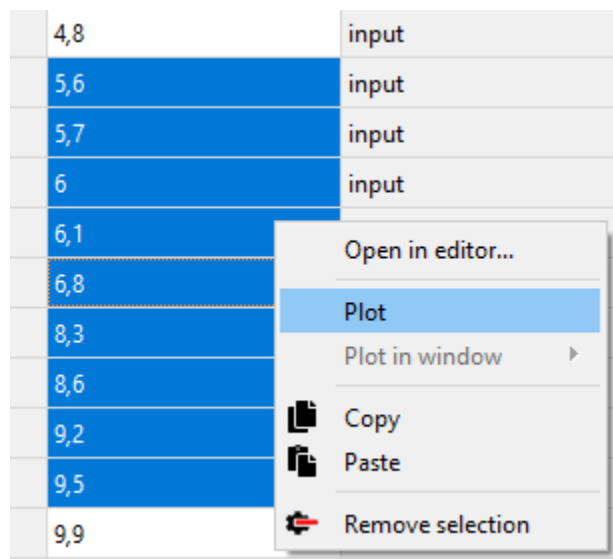 4,8 input
5,6 input
5,7 input
6 input
6,1
Open in editor...
6,8
Plot
8,3
Plot in window
8,6
Copy
9,2
Paste
9,5
Remove selection
9,9